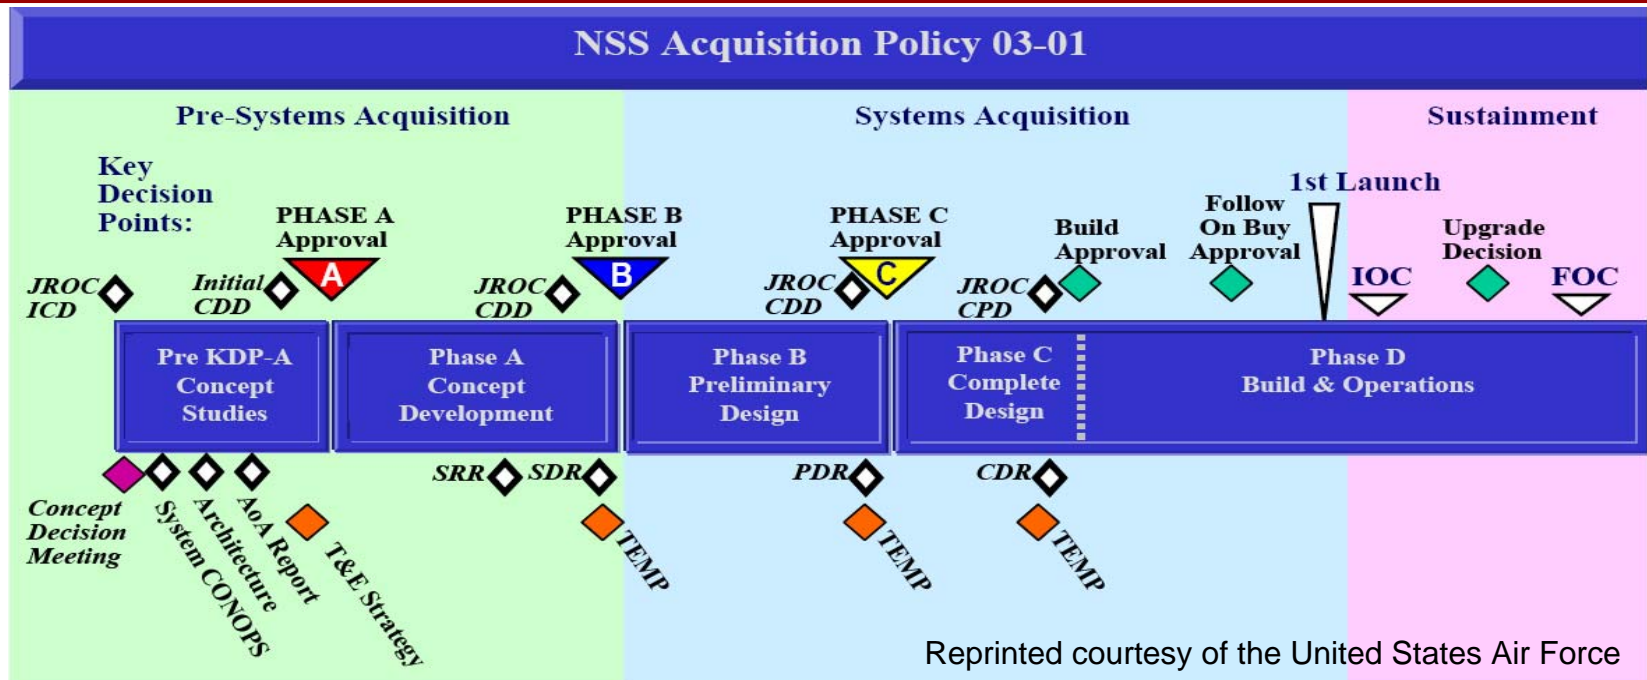 NSS Acquisition Policy 03-01
Pre-Systems Acquisition
Systems Acquisition
Sustainment
Key
Decision
Points:
1st Launch
PHASE A
Approval
PHASE B
Approval
PHASE C
Approval
Build
Approval
Follow
On Buy
Approval
Upgrade
Decision
JROC
ICD
Initial
CDD
A
JROC
CDD
B
JROC
CDD
C
JROC
CPD
IOC
FOC
Pre KDP-A
Concept
Studies
Phase A
Concept
Development
Phase B
Preliminary
Design
Phase C
Complete
Design
Phase D
Build & Operations
SRR
SDR
PDR
CDR
Concept
Decision
Meeting
System CONOPS
Architecture
AoA Report
T&E Strategy
TEMP
TEMP
TEMP
Reprinted courtesy of the United States Air Force